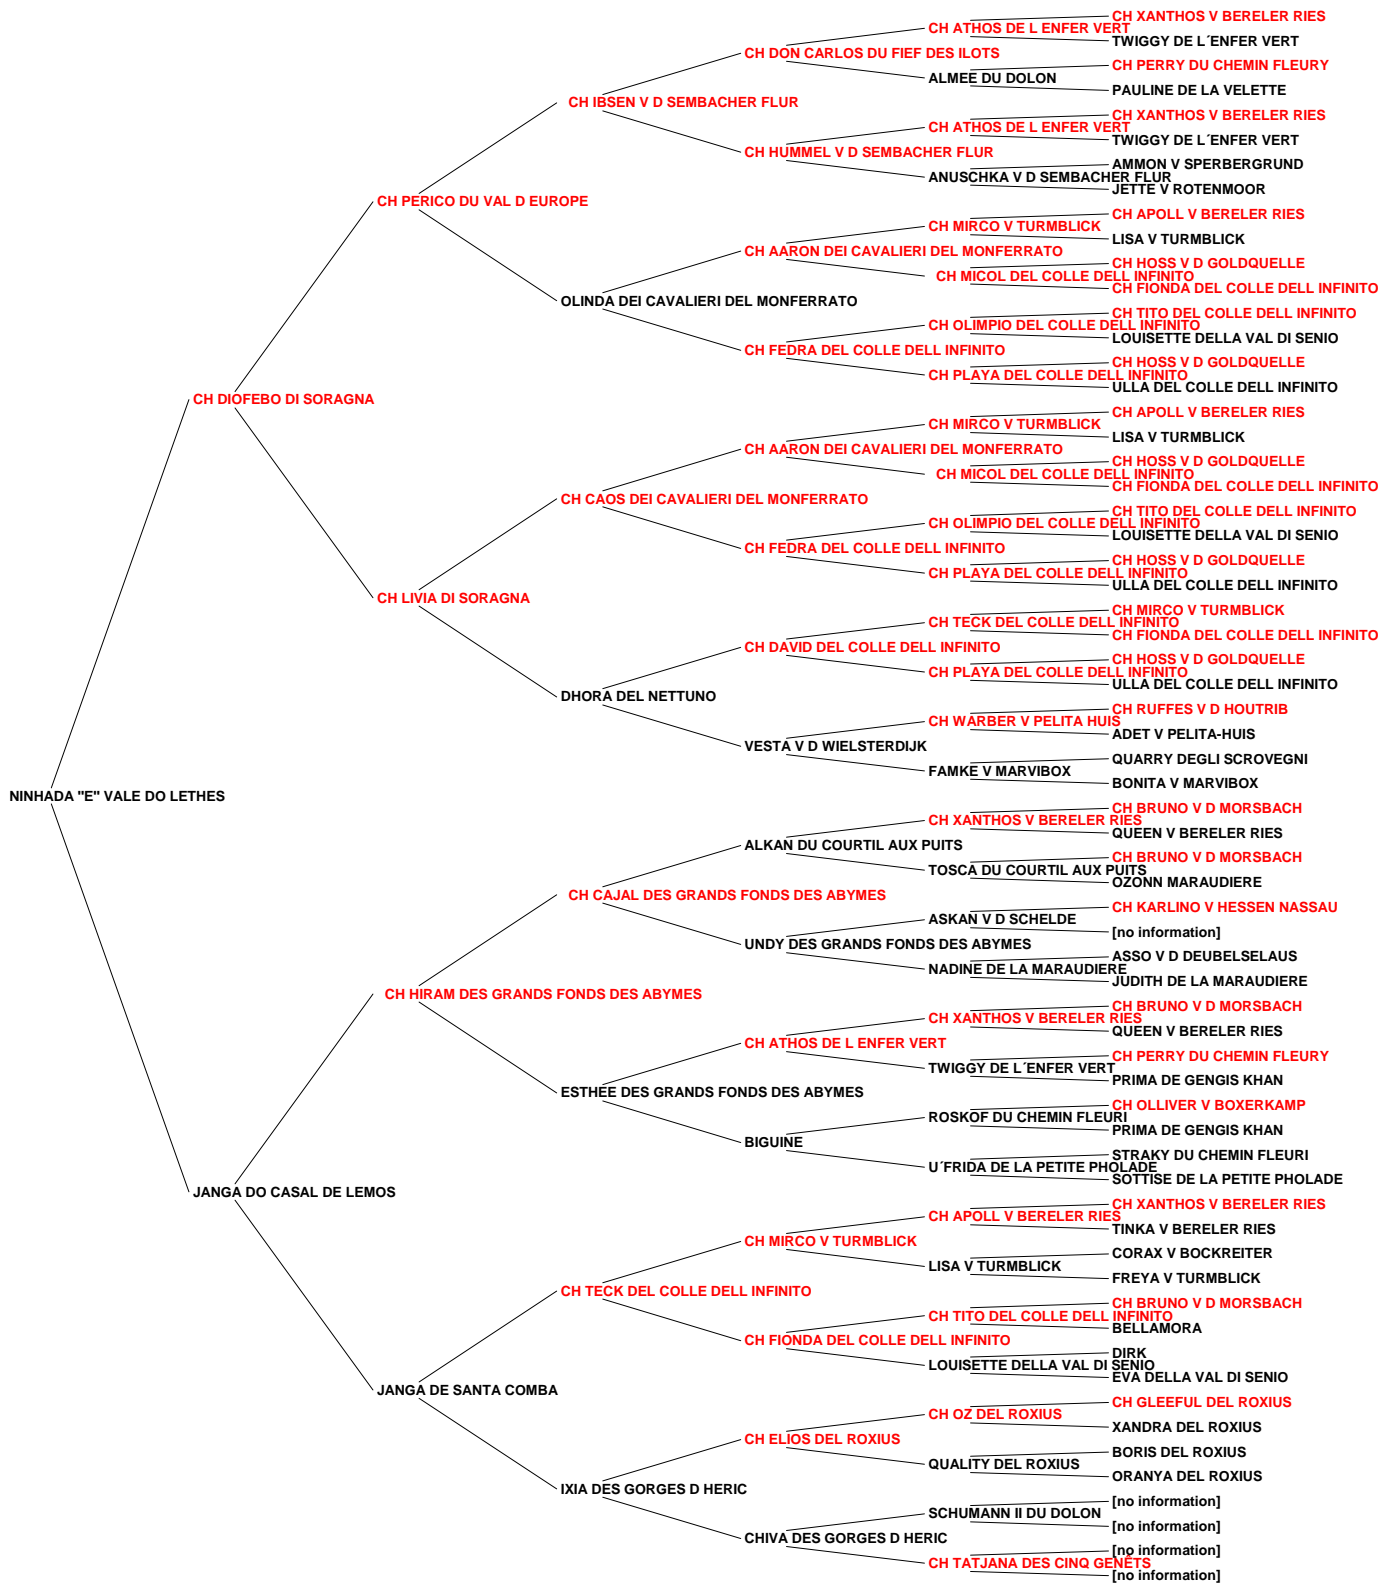 CH XANTHOS V BERELER RIES
CH ATHOS DE L ENFER VERT
TWIGGY DE L´ENFER VERT
CH DON CARLOS DU FIEF DES ILOTS
CH PERRY DU CHEMIN FLEURY
ALMEE DU DOLON
PAULINE DE LA VELETTE
CH IBSEN V D SEMBACHER FLUR
CH XANTHOS V BERELER RIES
CH ATHOS DE L ENFER VERT
TWIGGY DE L´ENFER VERT
CH HUMMEL V D SEMBACHER FLUR
AMMON V SPERBERGRUND
ANUSCHKA V D SEMBACHER FLUR
JETTE V ROTENMOOR
CH PERICO DU VAL D EUROPE
CH APOLL V BERELER RIES
CH MIRCO V TURMBLICK
LISA V TURMBLICK
CH AARON DEI CAVALIERI DEL MONFERRATO
CH HOSS V D GOLDQUELLE
CH MICOL DEL COLLE DELL INFINITO
CH FIONDA DEL COLLE DELL INFINITO
OLINDA DEI CAVALIERI DEL MONFERRATO
CH TITO DEL COLLE DELL INFINITO
CH OLIMPIO DEL COLLE DELL INFINITO
LOUISETTE DELLA VAL DI SENIO
CH FEDRA DEL COLLE DELL INFINITO
CH HOSS V D GOLDQUELLE
CH PLAYA DEL COLLE DELL INFINITO
ULLA DEL COLLE DELL INFINITO
CH DIOFEBO DI SORAGNA
CH APOLL V BERELER RIES
CH MIRCO V TURMBLICK
LISA V TURMBLICK
CH AARON DEI CAVALIERI DEL MONFERRATO
CH HOSS V D GOLDQUELLE
CH MICOL DEL COLLE DELL INFINITO
CH FIONDA DEL COLLE DELL INFINITO
CH CAOS DEI CAVALIERI DEL MONFERRATO
CH TITO DEL COLLE DELL INFINITO
CH OLIMPIO DEL COLLE DELL INFINITO
LOUISETTE DELLA VAL DI SENIO
CH FEDRA DEL COLLE DELL INFINITO
CH HOSS V D GOLDQUELLE
CH PLAYA DEL COLLE DELL INFINITO
ULLA DEL COLLE DELL INFINITO
CH LIVIA DI SORAGNA
CH MIRCO V TURMBLICK
CH TECK DEL COLLE DELL INFINITO
CH FIONDA DEL COLLE DELL INFINITO
CH DAVID DEL COLLE DELL INFINITO
CH HOSS V D GOLDQUELLE
CH PLAYA DEL COLLE DELL INFINITO
ULLA DEL COLLE DELL INFINITO
DHORA DEL NETTUNO
CH RUFFES V D HOUTRIB
CH WARBER V PELITA HUIS
ADET V PELITA-HUIS
VESTA V D WIELSTERDIJK
QUARRY DEGLI SCROVEGNI
FAMKE V MARVIBOX
BONITA V MARVIBOX
NINHADA "E" VALE DO LETHES
CH BRUNO V D MORSBACH
CH XANTHOS V BERELER RIES
QUEEN V BERELER RIES
ALKAN DU COURTIL AUX PUITS
CH BRUNO V D MORSBACH
TOSCA DU COURTIL AUX PUITS
OZONN MARAUDIERE
CH CAJAL DES GRANDS FONDS DES ABYMES
CH KARLINO V HESSEN NASSAU
ASKAN V D SCHELDE
[no information]
UNDY DES GRANDS FONDS DES ABYMES
ASSO V D DEUBELSELAUS
NADINE DE LA MARAUDIERE
JUDITH DE LA MARAUDIERE
CH HIRAM DES GRANDS FONDS DES ABYMES
CH BRUNO V D MORSBACH
CH XANTHOS V BERELER RIES
QUEEN V BERELER RIES
CH ATHOS DE L ENFER VERT
CH PERRY DU CHEMIN FLEURY
TWIGGY DE L´ENFER VERT
PRIMA DE GENGIS KHAN
ESTHEE DES GRANDS FONDS DES ABYMES
CH OLLIVER V BOXERKAMP
ROSKOF DU CHEMIN FLEURI
PRIMA DE GENGIS KHAN
BIGUINE
STRAKY DU CHEMIN FLEURI
U´FRIDA DE LA PETITE PHOLADE
SOTTISE DE LA PETITE PHOLADE
JANGA DO CASAL DE LEMOS
CH XANTHOS V BERELER RIES
CH APOLL V BERELER RIES
TINKA V BERELER RIES
CH MIRCO V TURMBLICK
CORAX V BOCKREITER
LISA V TURMBLICK
FREYA V TURMBLICK
CH TECK DEL COLLE DELL INFINITO
CH BRUNO V D MORSBACH
CH TITO DEL COLLE DELL INFINITO
BELLAMORA
CH FIONDA DEL COLLE DELL INFINITO
DIRK
LOUISETTE DELLA VAL DI SENIO
EVA DELLA VAL DI SENIO
JANGA DE SANTA COMBA
CH GLEEFUL DEL ROXIUS
CH OZ DEL ROXIUS
XANDRA DEL ROXIUS
CH ELIOS DEL ROXIUS
BORIS DEL ROXIUS
QUALITY DEL ROXIUS
ORANYA DEL ROXIUS
IXIA DES GORGES D HERIC
[no information]
SCHUMANN II DU DOLON
[no information]
CHIVA DES GORGES D HERIC
[no information]
CH TATJANA DES CINQ GENÊTS
[no information]